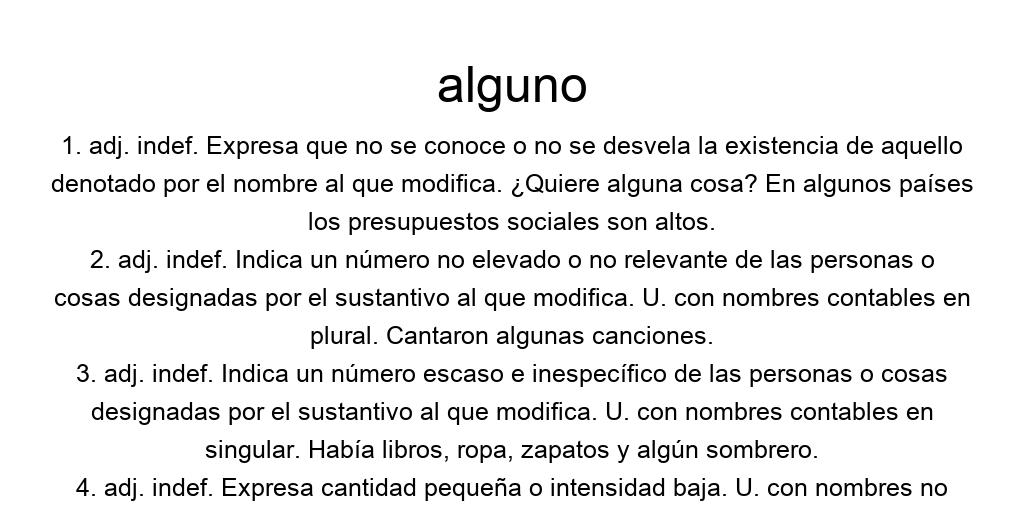 alguno
1. adj. indef. Expresa que no se conoce o no se desvela la existencia de aquello
denotado por el nombre al que modifica. ¿Quiere alguna cosa? En algunos países
los presupuestos sociales son altos.
2. adj. indef. Indica un número no elevado o no relevante de las personas o
cosas designadas por el sustantivo al que modifica. U. con nombres contables en
plural. Cantaron algunas canciones.
3. adj. indef. Indica un número escaso e inespecífico de las personas o cosas
designadas por el sustantivo al que modifica. U. con nombres contables en
singular. Había libros, ropa, zapatos y algún sombrero.
4. adj. indef. Expresa cantidad pequeña o intensidad baja. U. con nombres no